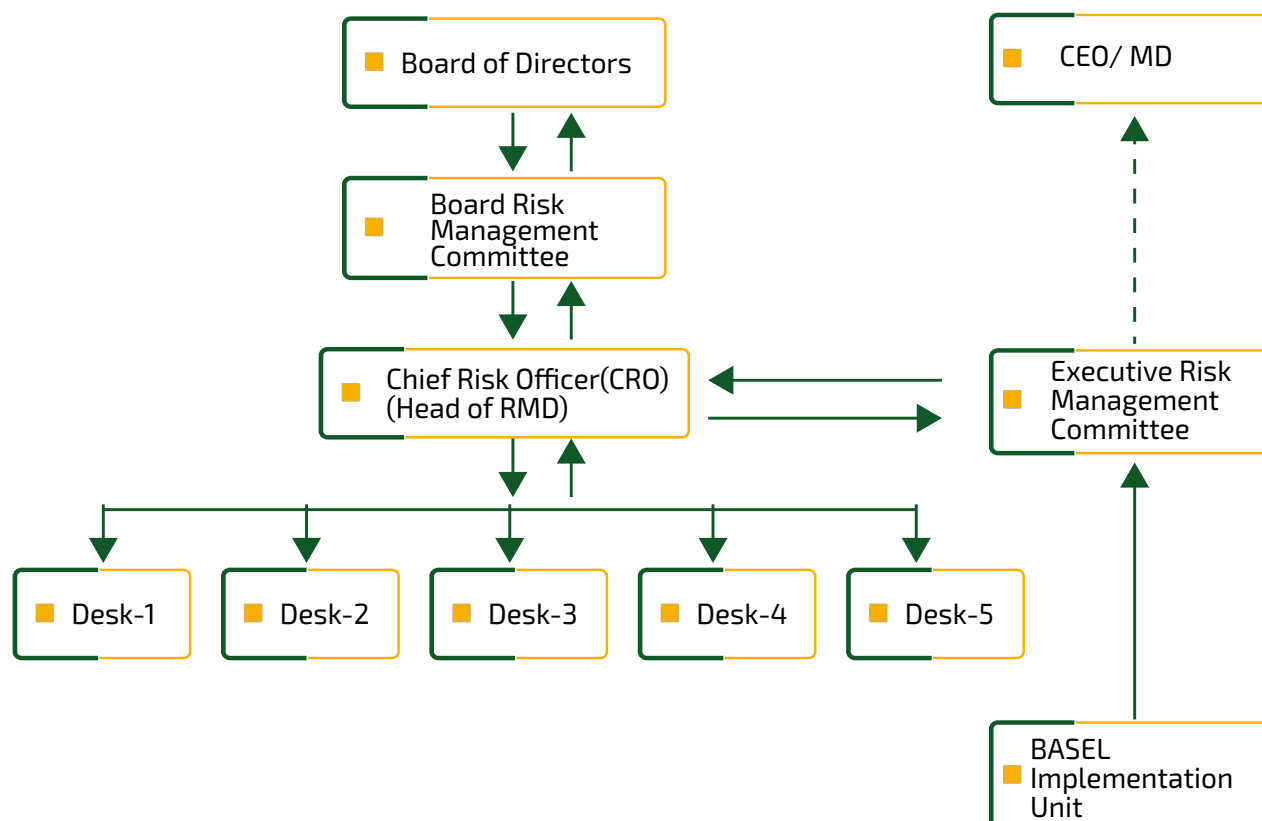 Board of Directors
CEO/ MD
Board Risk
Management
Committee
Chief Risk Officer(CRO)
(Head of RMD)
Executive Risk
Management
Committee
Desk-1
Desk-2
Desk-3
Desk-4
Desk-5
BASEL
Implementation
Unit